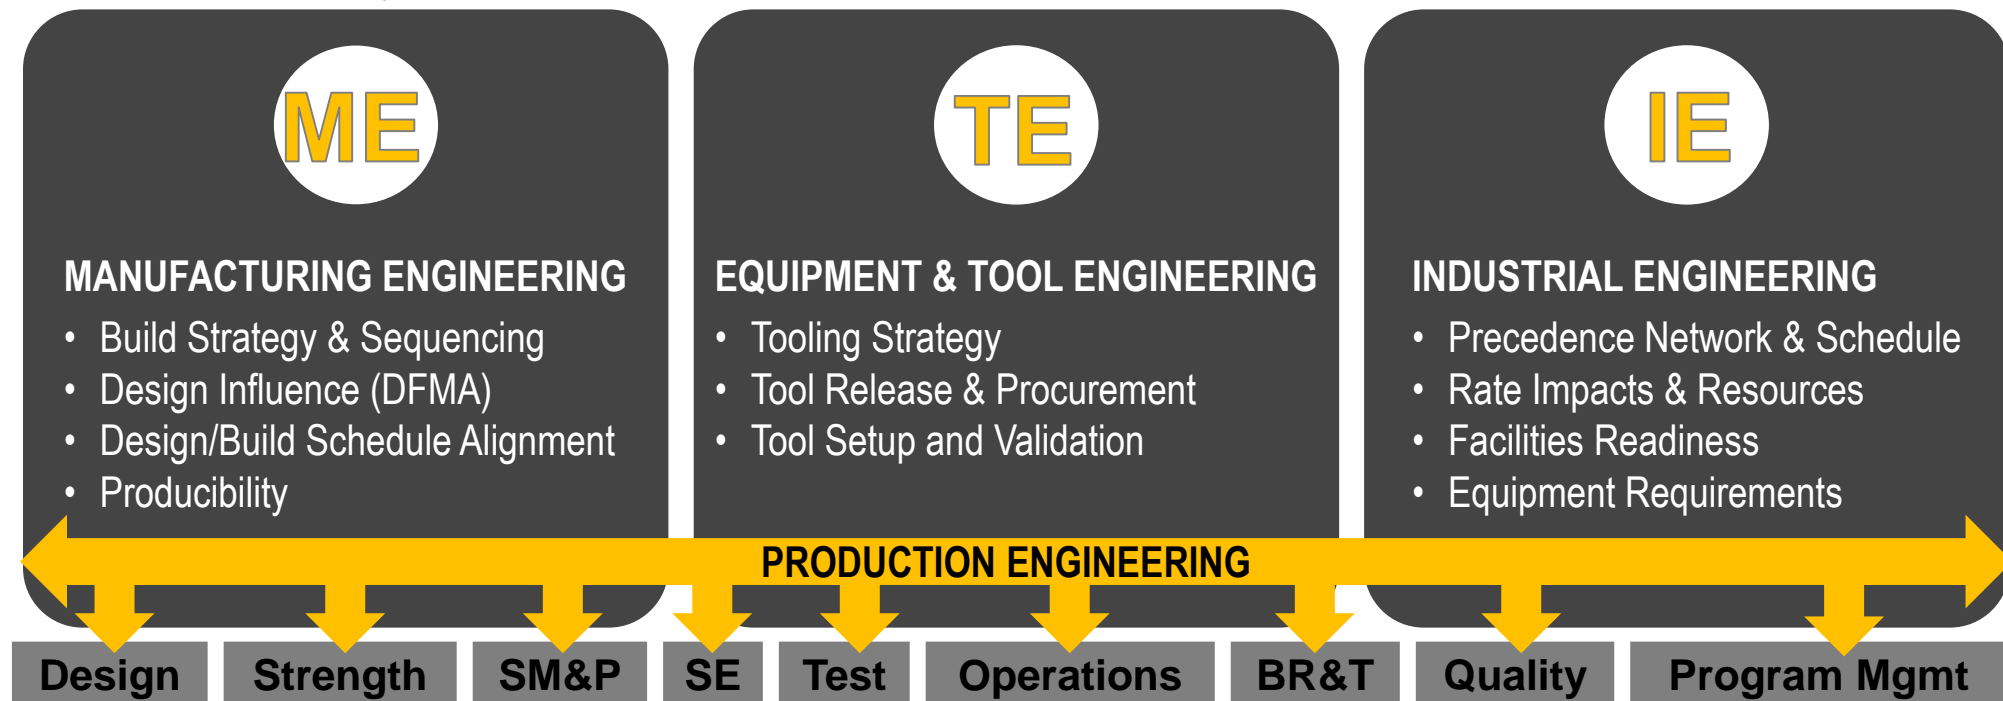 ME
MANUFACTURING ENGINEERING
• Build Strategy & Sequencing
• Design Influence (DFMA)
• Design/Build Schedule Alignment
• Producibility
TE
EQUIPMENT & TOOL ENGINEERING
• Tooling Strategy
• Tool Release & Procurement
• Tool Setup and Validation
IE
INDUSTRIAL ENGINEERING
• Precedence Network & Schedule
• Rate Impacts & Resources
• Facilities Readiness
• Equipment Requirements
PRODUCTION ENGINEERING
Design
Strength
SM&P
SE
Test
Operations
BR&T
Quality
Program Mgmt